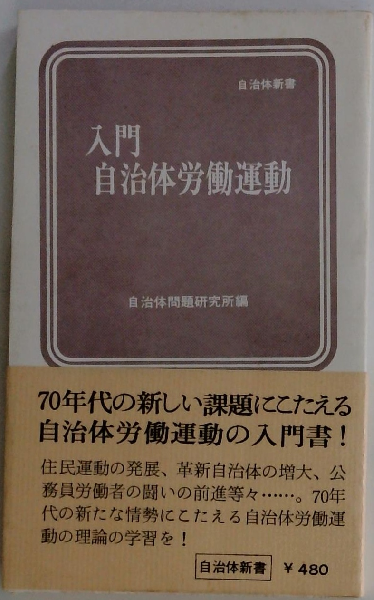 自治体新書
入門
自治体労働運動
自治体問題研究所編
70年代の新しい課題にこたえる
自治体労働運動の入門書！
住民運動の発展、革新自治体の増大、公
務員労働者の闘いの前進等々……。70年
代の新たな情勢にこたえる自治体労働運
動の理論の学習を！
自治体新書 ¥480